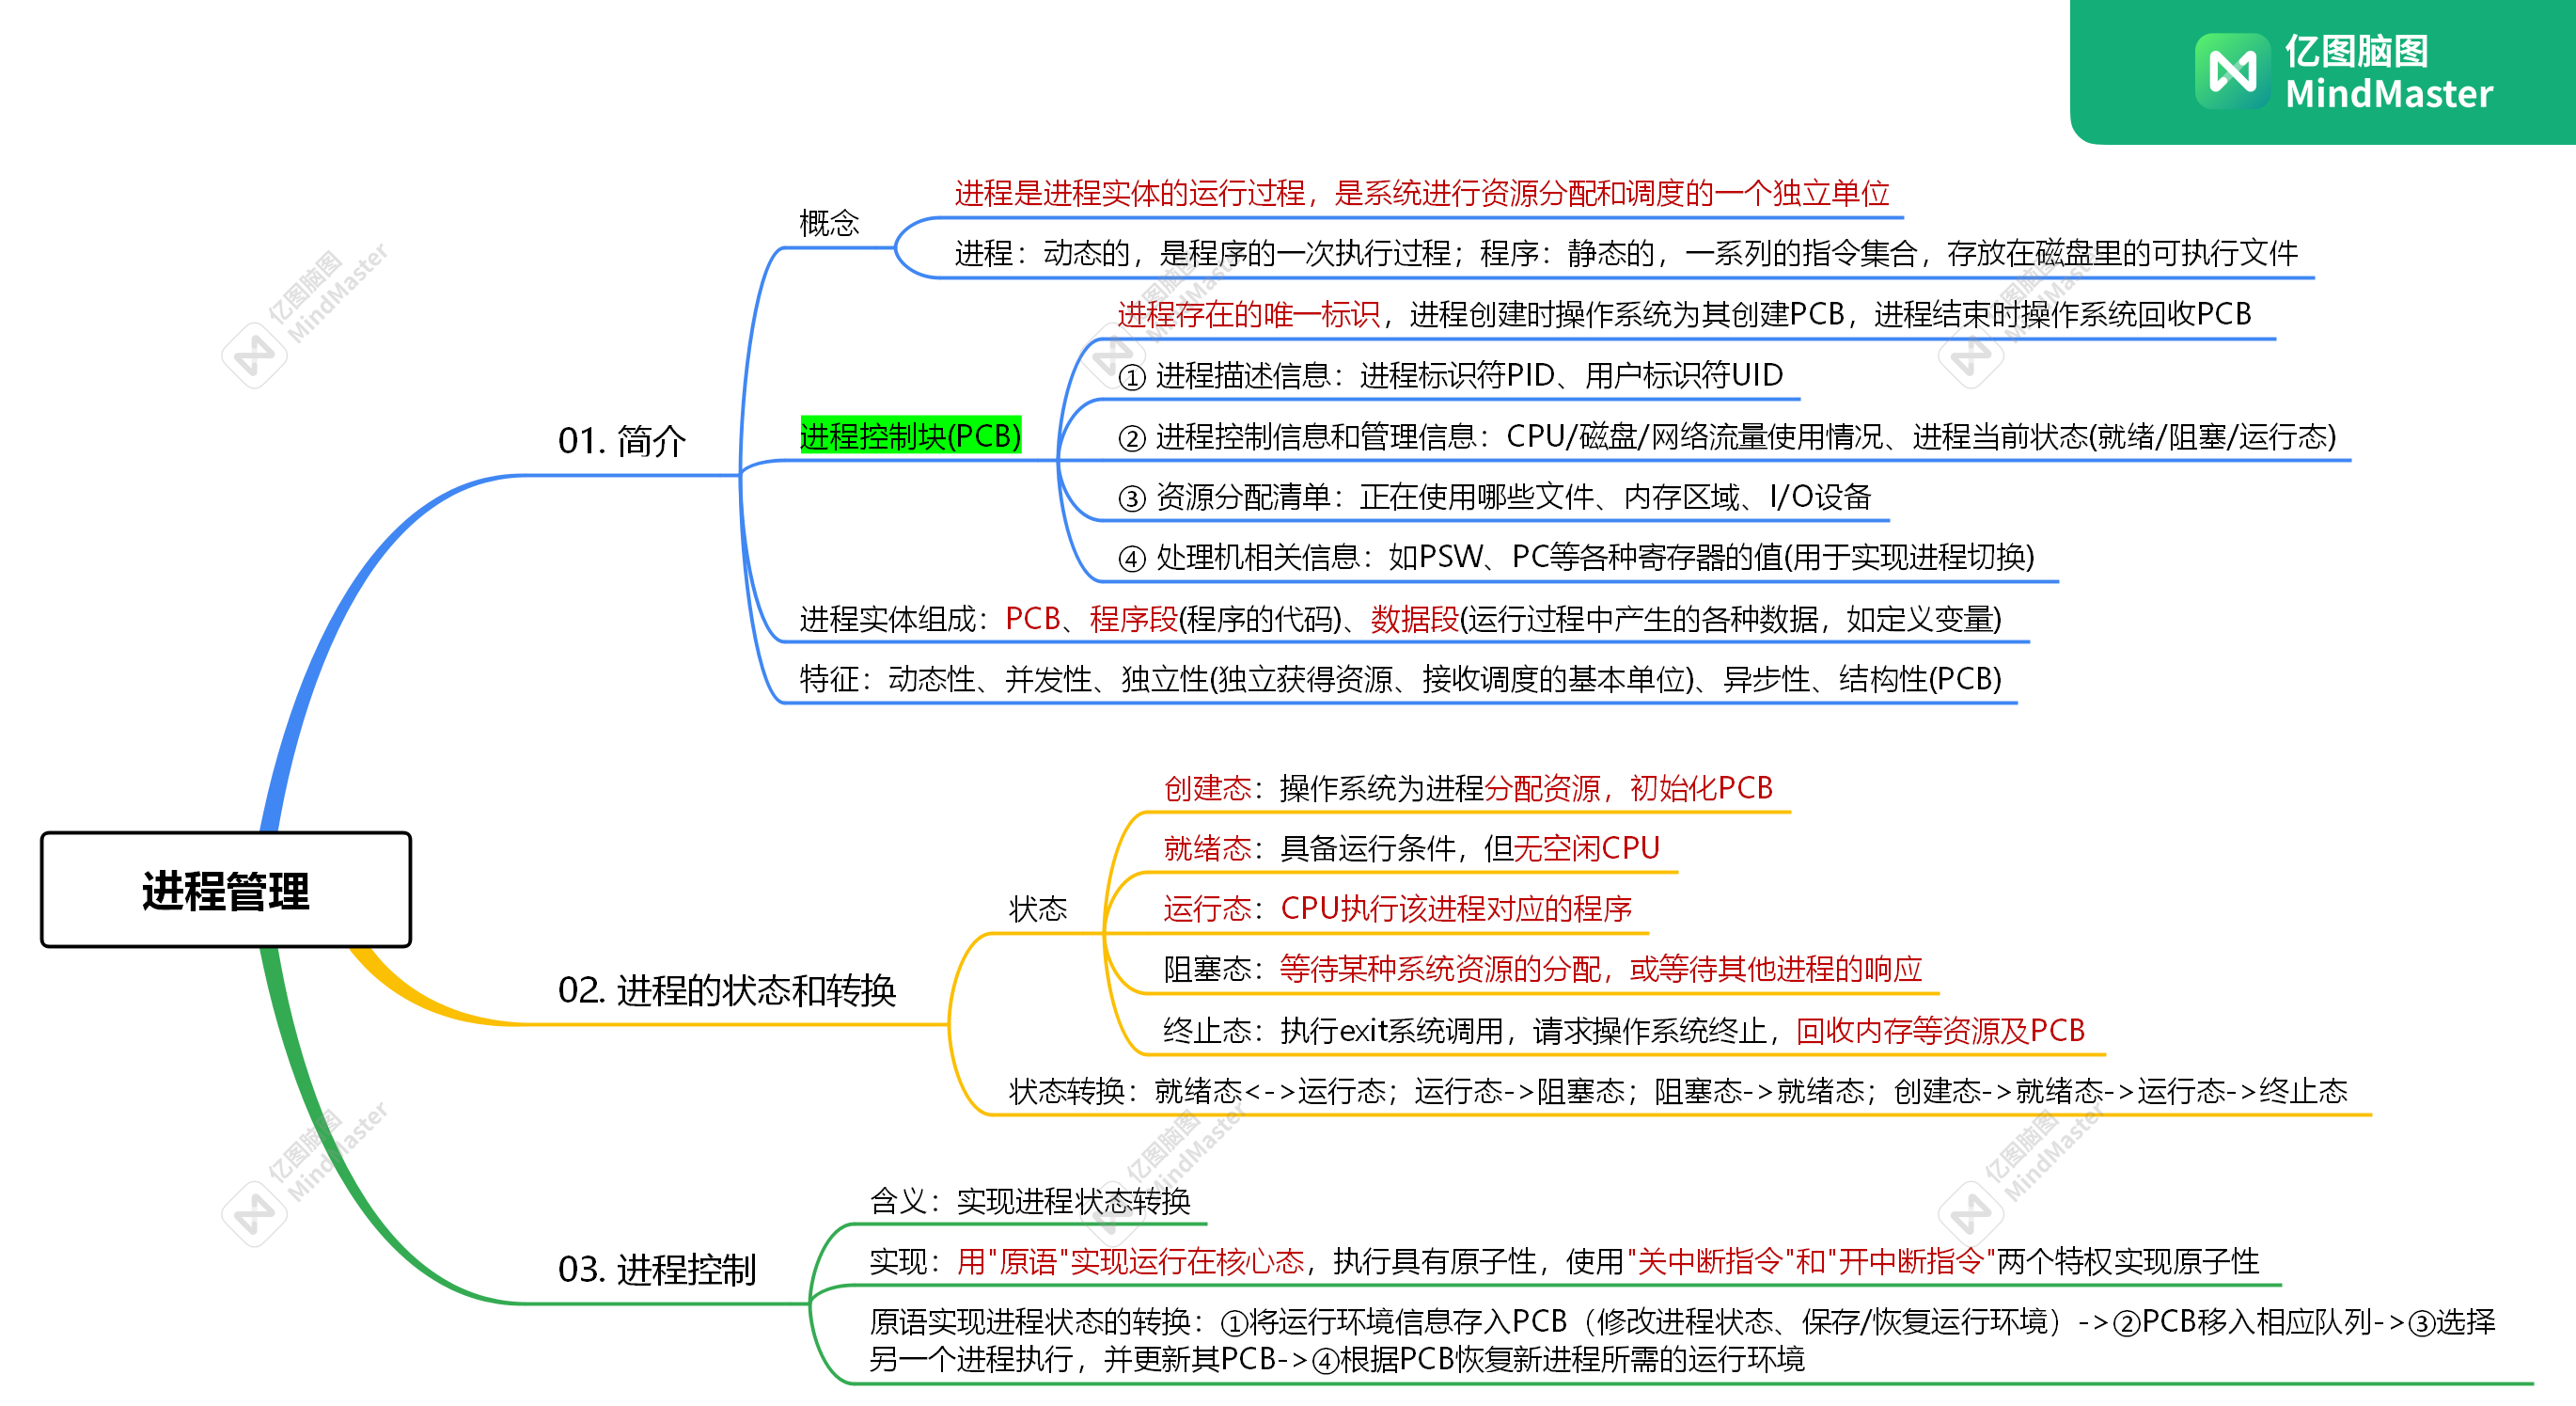 亿图脑图
MindMaster
进程管理
01. 简介
概念
进程是进程实体的运行过程，是系统进行资源分配和调度的一个独立单位
进程：动态的，是程序的一次执行过程；程序：静态的，一系列的指令集合，存放在磁盘里的可执行文件
进程控制块(PCB)
进程存在的唯一标识，进程创建时操作系统为其创建PCB，进程结束时操作系统回收PCB
① 进程描述信息：进程标识符PID、用户标识符UID
② 进程控制信息和管理信息：CPU/磁盘/网络流量使用情况、进程当前状态(就绪/阻塞/运行态)
③ 资源分配清单：正在使用哪些文件、内存区域、I/O设备
④ 处理机相关信息：如PSW、PC等各种寄存器的值(用于实现进程切换)
进程实体组成：PCB、程序段(程序的代码)、数据段(运行过程中产生的各种数据，如定义变量)
特征：动态性、并发性、独立性(独立获得资源、接收调度的基本单位)、异步性、结构性(PCB)
02. 进程的状态和转换
状态
创建态：操作系统为进程分配资源，初始化PCB
就绪态：具备运行条件，但无空闲CPU
运行态：CPU执行该进程对应的程序
阻塞态：等待某种系统资源的分配，或等待其他进程的响应
终止态：执行exit系统调用，请求操作系统终止，回收内存等资源及PCB
状态转换：就绪态<->运行态；运行态->阻塞态；阻塞态->就绪态；创建态->就绪态->运行态->终止态
03. 进程控制
含义：实现进程状态转换
实现：用"原语"实现运行在核心态，执行具有原子性，使用"关中断指令"和"开中断指令"两个特权实现原子性
原语实现进程状态的转换：①将运行环境信息存入PCB（修改进程状态、保存/恢复运行环境）->②PCB移入相应队列->③选择
另一个进程执行，并更新其PCB->④根据PCB恢复新进程所需的运行环境
亿图脑图
MindMaster
亿图脑图
MindMaster
亿图脑图
MindMaster
亿图脑图
MindMaster
亿图脑图
MindMaster
亿图脑图
MindMaster